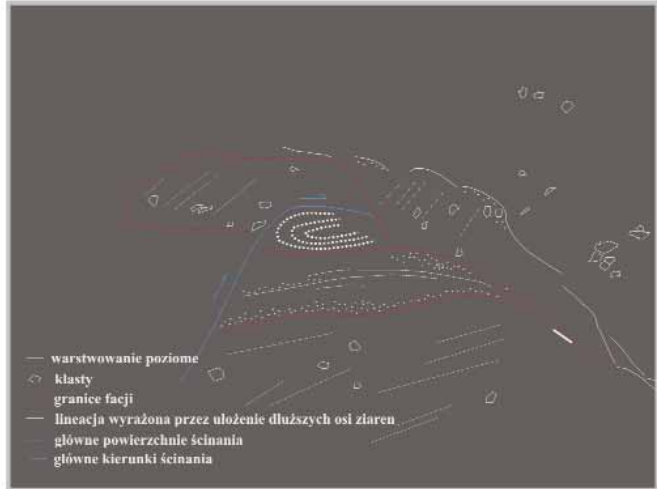 warstwowanie poziome
klasty
granice facji
lineacja wyrażona przez ułożenie dłuższych osi ziaren
główne powierzchnie ścinania
główne kierunki ścinania